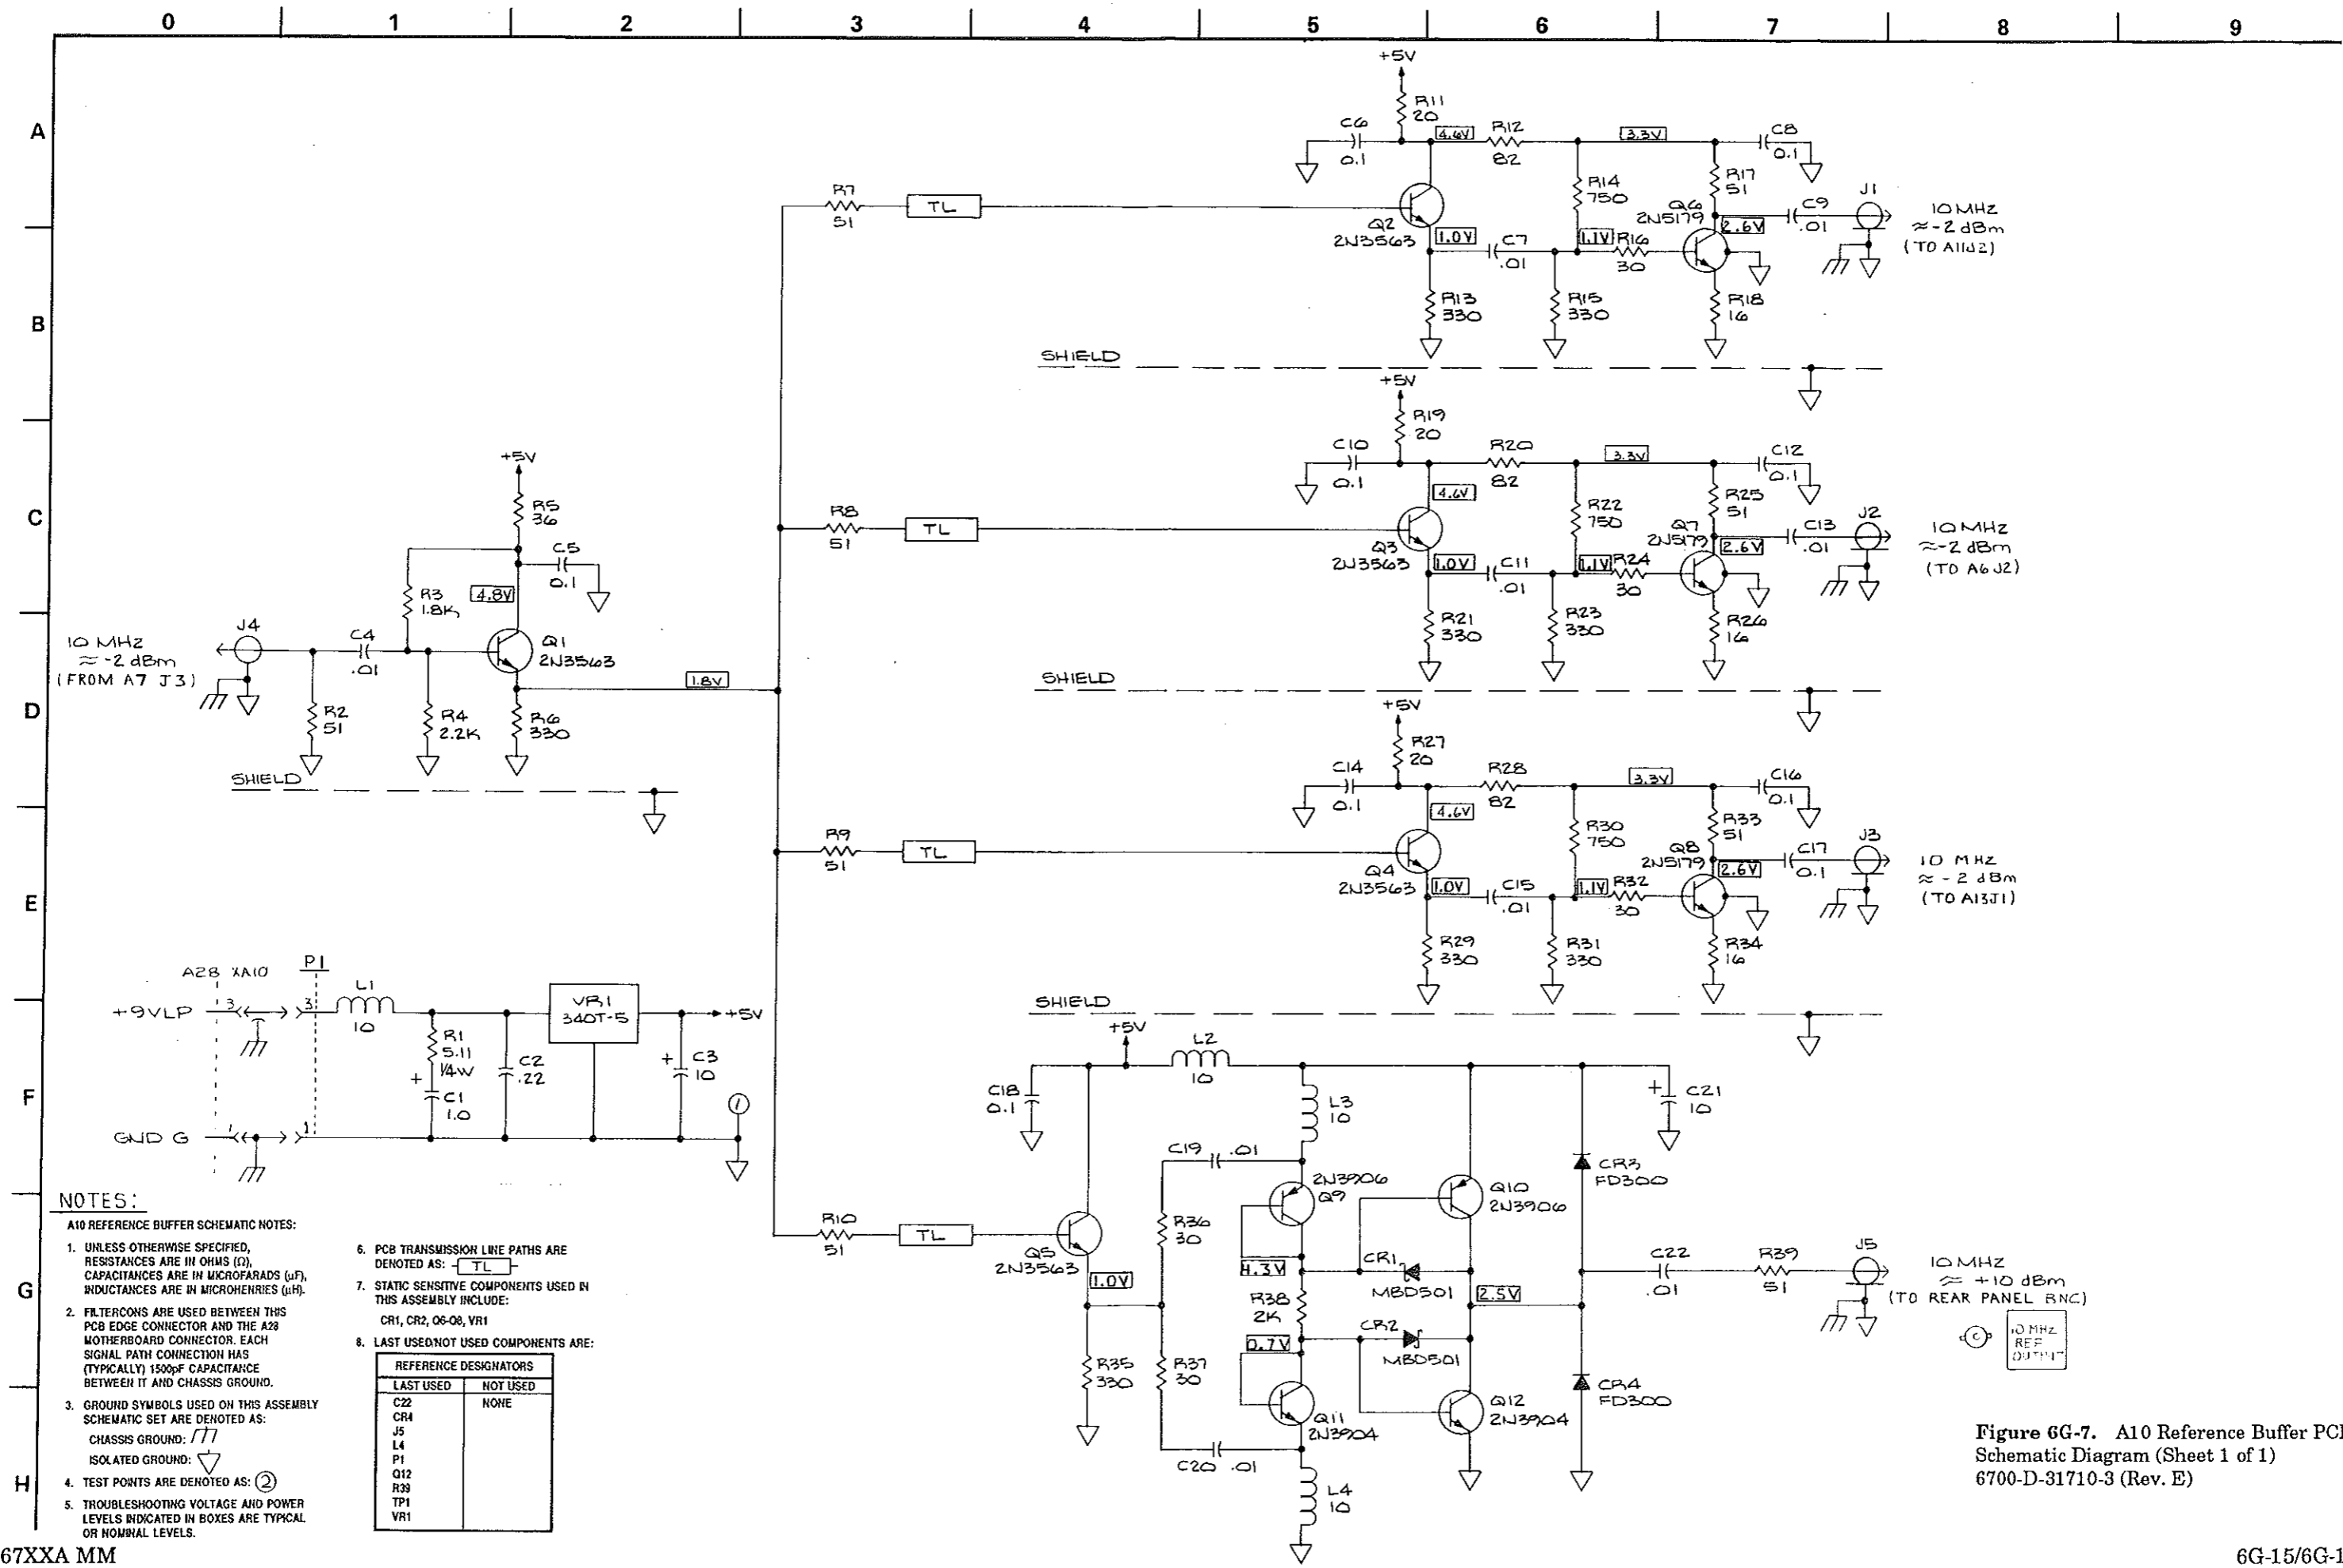 0 1 2 3 4 5 6 7 8 9
A
B
C
D
E
F
G
H
+5V
R11
20
C6
0.1
4.6V
R12
82
3.3V
C8
0.1
R14
750
R17
51
R7
51
TL
Q2
2N3563
1.0V
C7
.01
1.1V
R16
30
Q6
2N5179
2.6V
C9
.01
J1
10 MHZ
≈-2 dBm
(TO A11J2)
R13
330
R15
330
R18
16
SHIELD
+5V
R19
20
C10
0.1
R20
82
3.3V
C12
0.1
4.6V
R22
750
R25
51
R8
51
TL
Q3
2N3563
1.0V
C11
.01
1.1V
R24
30
Q7
2N5179
2.6V
C13
.01
J2
10 MHZ
≈-2 dBm
(TO A6J2)
R21
330
R23
330
R26
16
SHIELD
+5V
R5
36
C5
0.1
R3
1.8K
4.8V
J4
10 MHZ
≈-2 dBm
(FROM A7 J3)
C4
.01
Q1
2N3563
1.8V
R2
51
R4
2.2K
R6
330
SHIELD
+5V
R27
20
C14
0.1
R28
82
3.3V
C16
0.1
4.6V
R30
750
R33
51
R9
51
TL
Q4
2N3563
1.0V
C15
.01
1.1V
R32
30
Q8
2N5179
2.6V
C17
0.1
J3
10 MHZ
≈ -2 dBm
(TO A13J1)
R29
330
R31
330
R34
16
SHIELD
A28 XA10
P1
+9VLP
3
3
L1
10
R1
5.11
1/4W
+
C1
1.0
C2
.22
VR1
340T-5
+5V
+
C3
10
1
GND G
1
1
+5V
L2
10
C18
0.1
L3
10
+
C21
10
C19 .01
2N3906
Q9
Q10
2N3906
CR3
FD300
R10
51
TL
Q5
2N3563
1.0V
R36
30
4.3V
CR1
MBD501
R38
2K
2.5V
C22
.01
R39
51
J5
10 MHZ
≈ +10 dBm
(TO REAR PANEL BNC)
C
10 MHZ
REF
OUTPUT
0.7V
CR2
MBD501
R35
330
R37
30
Q11
2N3904
Q12
2N3904
CR4
FD300
C20 .01
L4
10
NOTES:
A10 REFERENCE BUFFER SCHEMATIC NOTES:
1. UNLESS OTHERWISE SPECIFIED,
RESISTANCES ARE IN OHMS (Ω),
CAPACITANCES ARE IN MICROFARADS (µF),
INDUCTANCES ARE IN MICROHENRIES (µH).
2. FILTERCONS ARE USED BETWEEN THIS
PCB EDGE CONNECTOR AND THE A28
MOTHERBOARD CONNECTOR. EACH
SIGNAL PATH CONNECTION HAS
(TYPICALLY) 1500pF CAPACITANCE
BETWEEN IT AND CHASSIS GROUND.
3. GROUND SYMBOLS USED ON THIS ASSEMBLY
SCHEMATIC SET ARE DENOTED AS:
CHASSIS GROUND:
ISOLATED GROUND:
4. TEST POINTS ARE DENOTED AS: 2
5. TROUBLESHOOTING VOLTAGE AND POWER
LEVELS INDICATED IN BOXES ARE TYPICAL
OR NOMINAL LEVELS.
6. PCB TRANSMISSION LINE PATHS ARE
DENOTED AS: TL
7. STATIC SENSITIVE COMPONENTS USED IN
THIS ASSEMBLY INCLUDE:
CR1, CR2, Q6-Q8, VR1
8. LAST USED/NOT USED COMPONENTS ARE:
REFERENCE DESIGNATORS
LAST USED NOT USED
C22 NONE
CR4
J5
L4
P1
Q12
R39
TP1
VR1
Figure 6G-7. A10 Reference Buffer PCB
Schematic Diagram (Sheet 1 of 1)
6700-D-31710-3 (Rev. E)
67XXA MM
6G-15/6G-1